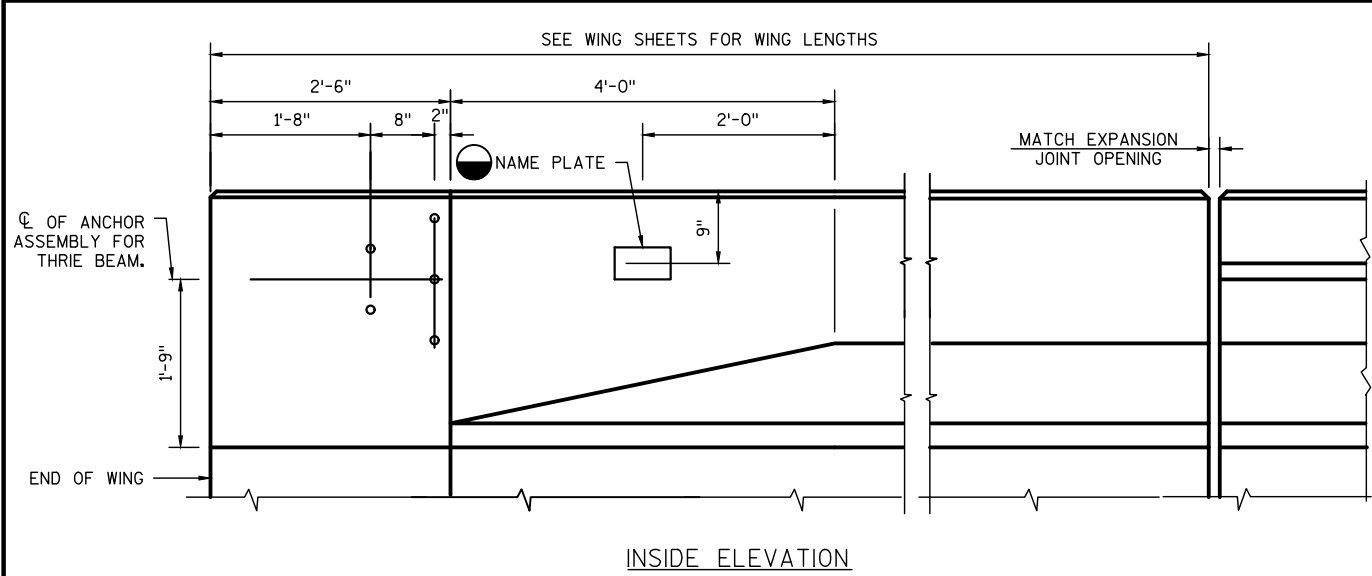 SEE WING SHEETS FOR WING LENGTHS
2'-6"
4'-0"
1'-8"
8"
2"
2'-0"
MATCH EXPANSION
JOINT OPENING
NAME PLATE
℄ OF ANCHOR
ASSEMBLY FOR
THRIE BEAM.
9"
1'-9"
END OF WING
INSIDE ELEVATION